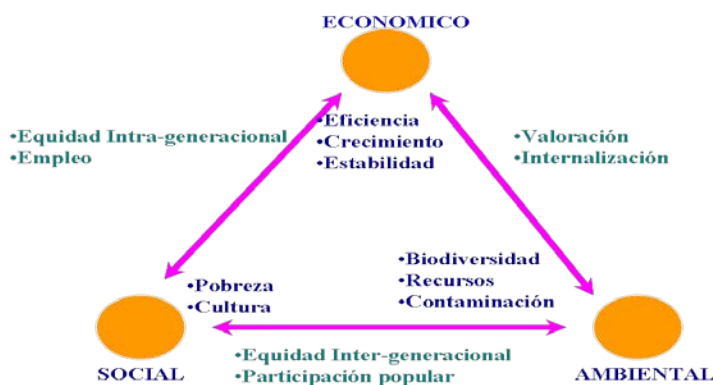 ECONOMICO
•Eficiencia
•Crecimiento
•Estabilidad
•Equidad Intra-generacional
•Empleo
•Valoración
•Internalización
•Pobreza
•Cultura
•Biodiversidad
•Recursos
•Contaminación
•Equidad Inter-generacional
•Participación popular
SOCIAL
AMBIENTAL